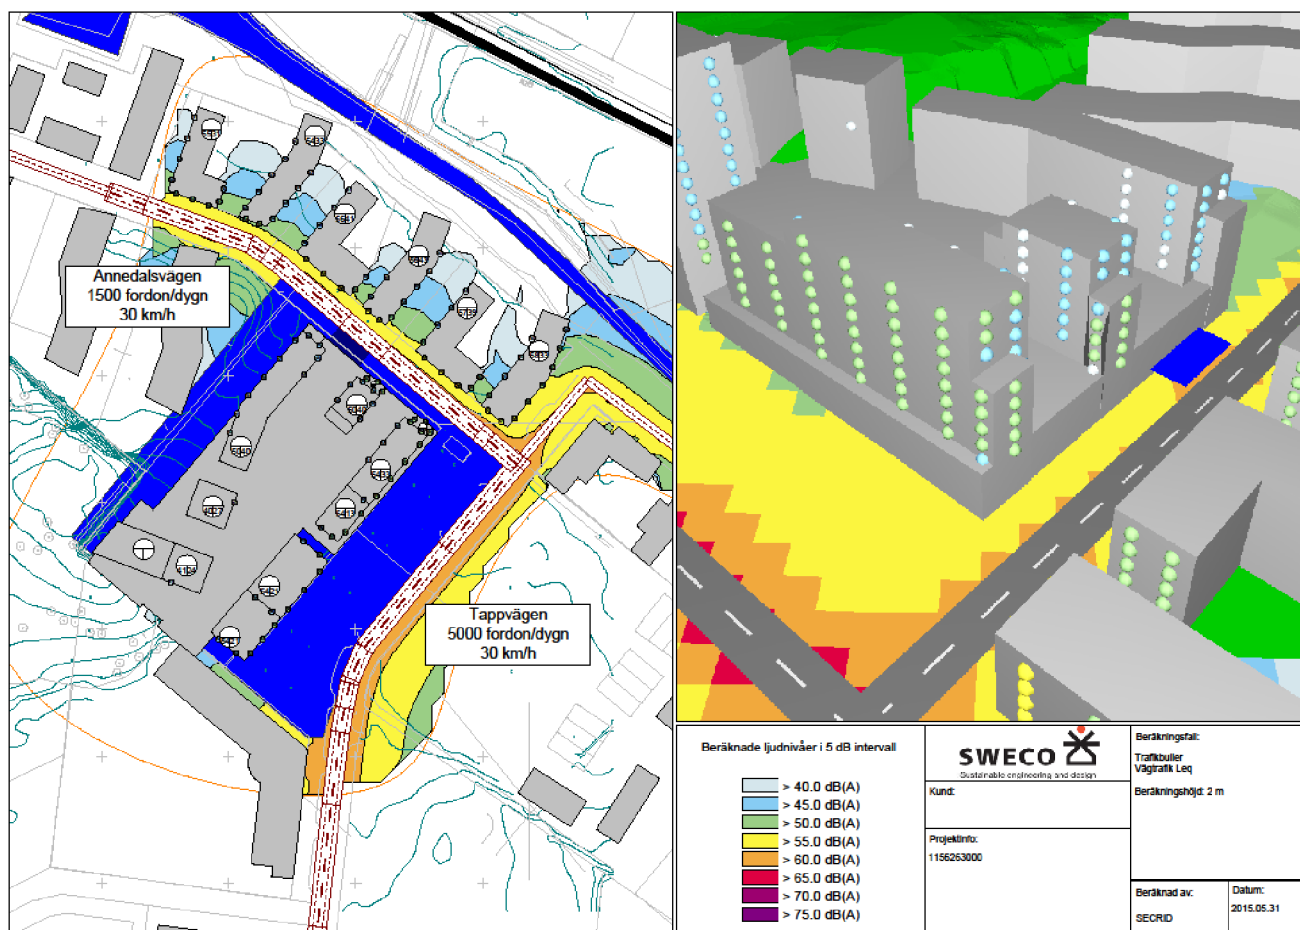 Annedalsvägen
1500 fordon/dygn
30 km/h
Tappvägen
5000 fordon/dygn
30 km/h
Beräknade ljudnivåer i 5 dB intervall
> 40.0 dB(A)
> 45.0 dB(A)
> 50.0 dB(A)
> 55.0 dB(A)
> 60.0 dB(A)
> 65.0 dB(A)
> 70.0 dB(A)
> 75.0 dB(A)
SWECO
Sustainable engineering and design
Kund:
Projektinfo:
1156263000
Beräkningsfall:
Trafikbuller
Vägtrafik Leq
Beräkningshöjd: 2 m
Beräknad av:
SECRID
Datum:
2015.05.31